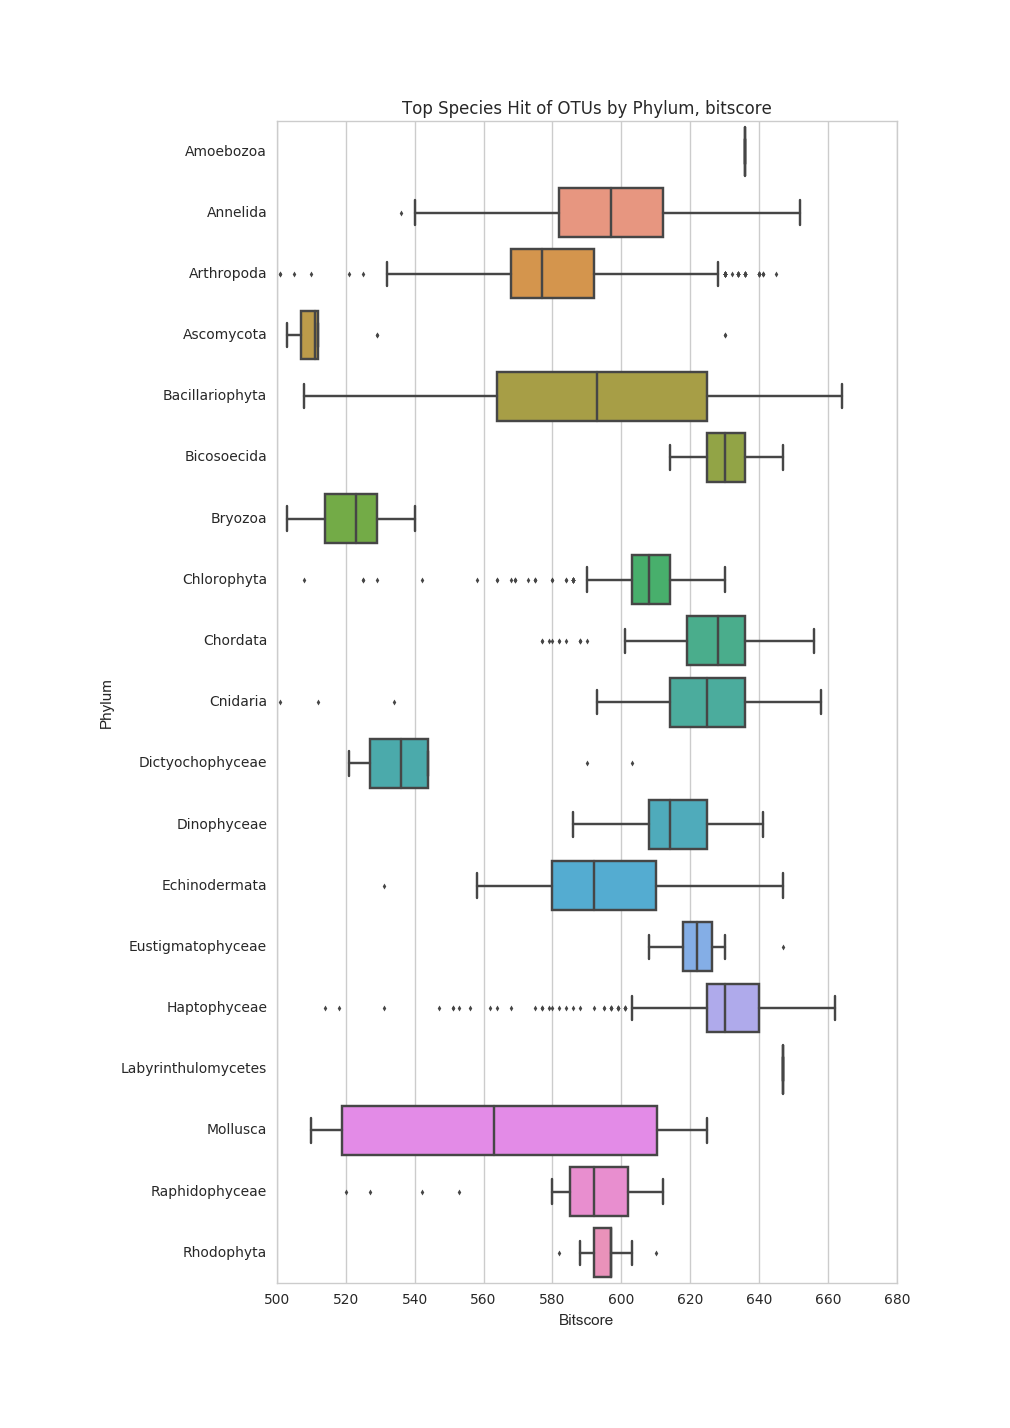 Top Species Hit of OTUs by Phylum, bitscore
Phylum
Amoebozoa
Annelida
Arthropoda
Ascomycota
Bacillariophyta
Bicosoecida
Bryozoa
Chlorophyta
Chordata
Cnidaria
Dictyochophyceae
Dinophyceae
Echinodermata
Eustigmatophyceae
Haptophyceae
Labyrinthulomycetes
Mollusca
Raphidophyceae
Rhodophyta
500 520 540 560 580 600 620 640 660 680
Bitscore